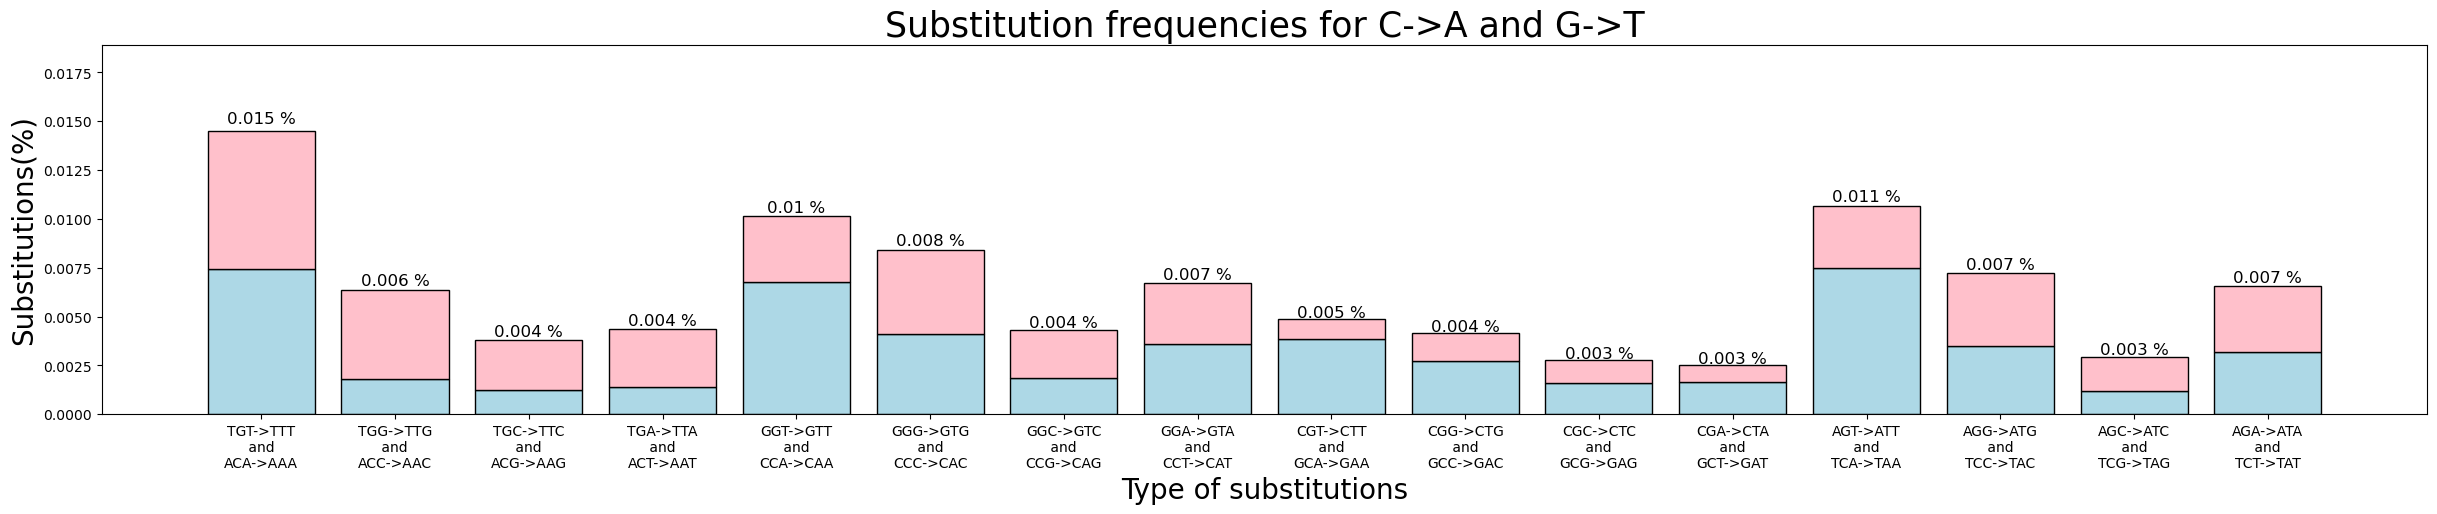 Substitution frequencies for C->A and G->T
Substitutions(%)
0.0175
0.0150
0.0125
0.0100
0.0075
0.0050
0.0025
0.0000
0.015 %
0.006 %
0.004 %
0.004 %
0.01 %
0.008 %
0.004 %
0.007 %
0.005 %
0.004 %
0.003 %
0.003 %
0.011 %
0.007 %
0.003 %
0.007 %
TGT->TTT
and
ACA->AAA
TGG->TTG
and
ACC->AAC
TGC->TTC
and
ACG->AAG
TGA->TTA
and
ACT->AAT
GGT->GTT
and
CCA->CAA
GGG->GTG
and
CCC->CAC
GGC->GTC
and
CCG->CAG
GGA->GTA
and
CCT->CAT
CGT->CTT
and
GCA->GAA
CGG->CTG
and
GCC->GAC
CGC->CTC
and
GCG->GAG
CGA->CTA
and
GCT->GAT
AGT->ATT
and
TCA->TAA
AGG->ATG
and
TCC->TAC
AGC->ATC
and
TCG->TAG
AGA->ATA
and
TCT->TAT
Type of substitutions